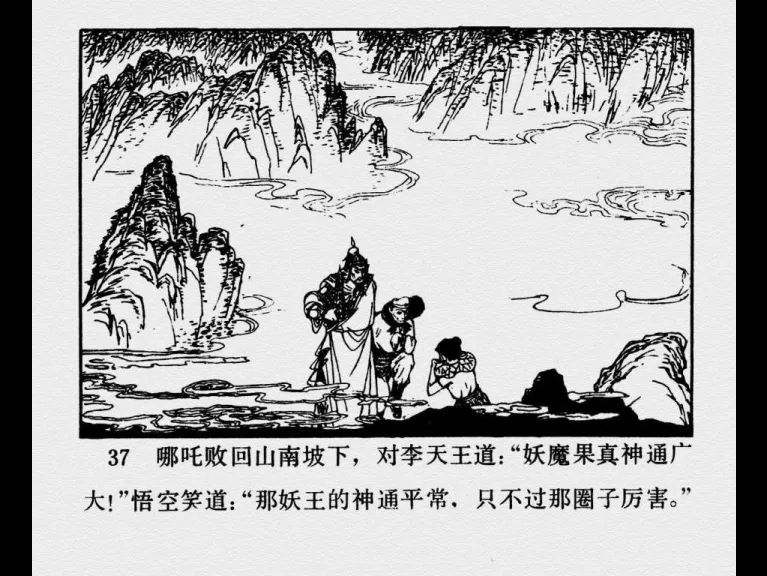 37 哪吒败回山南坡下，对李天王道：“妖魔果真神通广
大！”悟空笑道：“那妖王的神通平常，只不过那圈子厉害。”